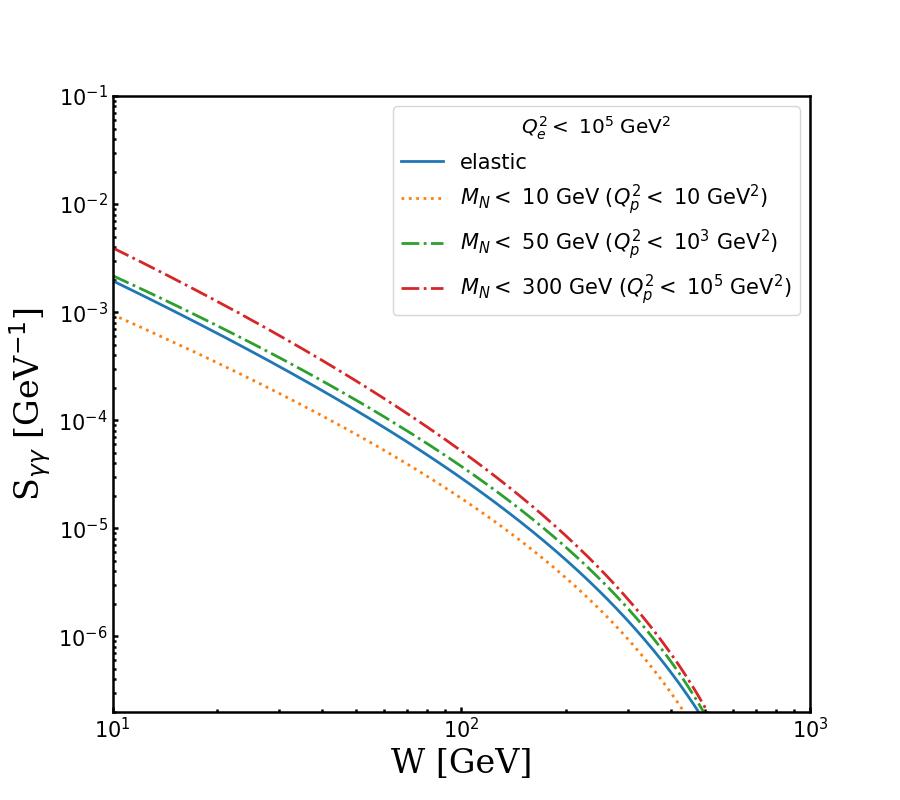 Q_e^2 < 10^5 GeV^2
elastic
M_N < 10 GeV (Q_p^2 < 10 GeV^2)
M_N < 50 GeV (Q_p^2 < 10^3 GeV^2)
M_N < 300 GeV (Q_p^2 < 10^5 GeV^2)
10^−1
10^−2
10^−3
10^−4
10^−5
10^−6
S_γγ [GeV^−1]
10^1 10^2 10^3
W [GeV]